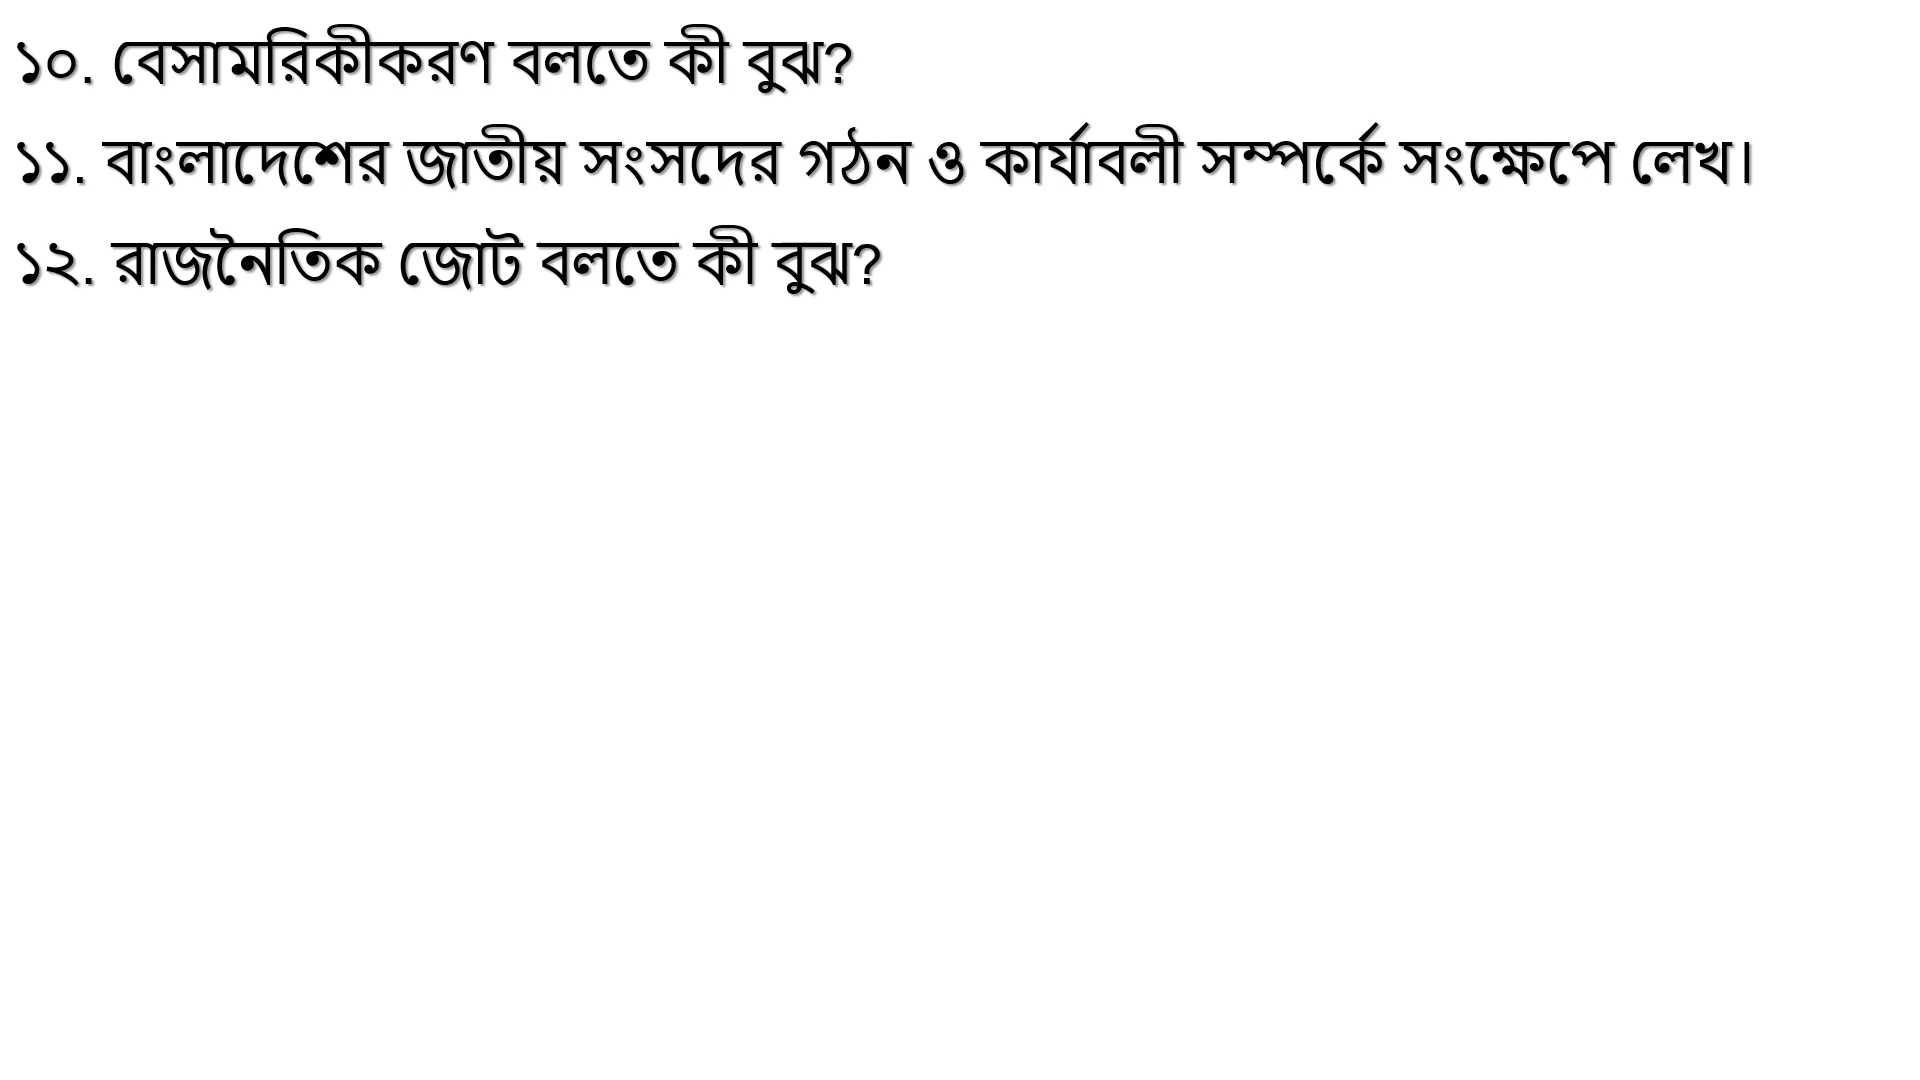 ১০. বেসামরিকীকরণ বলতে কী বুঝ?
১১. বাংলাদেশের জাতীয় সংসদের গঠন ও কার্যাবলী সম্পর্কে সংক্ষেপে লেখ।
১২. রাজনৈতিক জোট বলতে কী বুঝ?